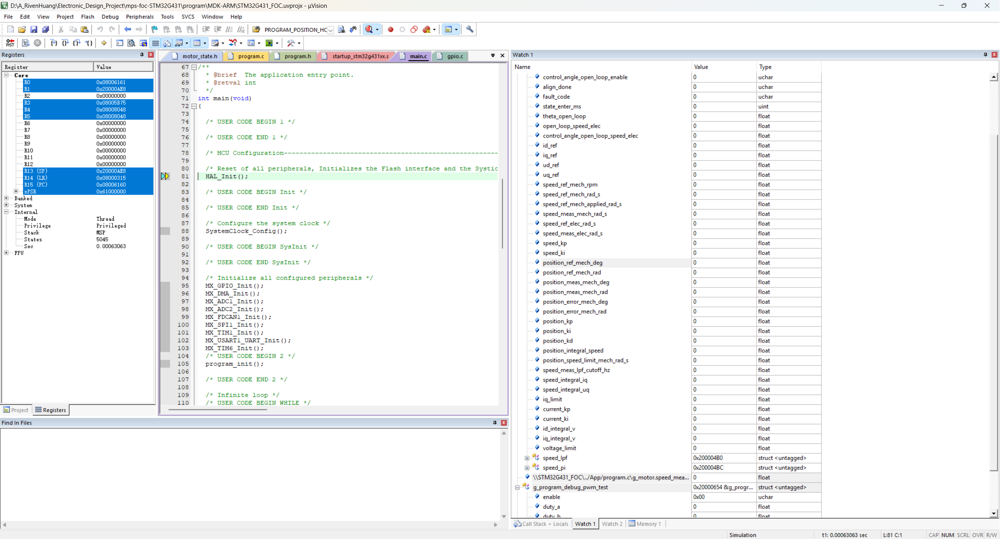 D:\A_RivenHuang\Electronic_Design_Project\mps-foc-STM32G431\program\MDK-ARM\STM32G431_FOC.uvprojx - µVision
File Edit View Project Flash Debug Peripherals Tools SVCS Window Help
PROGRAM_POSITION_HC
Registers
Register Value
Core
R0 0x08006161
R1 0x20000AE8
R2 0x00000000
R3 0x08005B75
R4 0x08008048
R5 0x08008048
R6 0x00000000
R7 0x00000000
R8 0x00000000
R9 0x00000000
R10 0x00000000
R11 0x00000000
R12 0x00000000
R13 (SP) 0x20000AE8
R14 (LR) 0x08000315
R15 (PC) 0x08006160
xPSR 0x61000000
Banked
System
Internal
Mode Thread
Privilege Privileged
Stack MSP
States 5045
Sec 0.00063063
FPU
Project Registers
motor_state.h program.c program.h startup_stm32g431xx.s main.c gpio.c
67 /**
68 * @brief The application entry point.
69 * @retval int
70 */
71 int main(void)
72 {
73
74 /* USER CODE BEGIN 1 */
75
76 /* USER CODE END 1 */
77
78 /* MCU Configuration--------------------------------------------------------
79
80 /* Reset of all peripherals, Initializes the Flash interface and the Systic
81 HAL_Init();
82
83 /* USER CODE BEGIN Init */
84
85 /* USER CODE END Init */
86
87 /* Configure the system clock */
88 SystemClock_Config();
89
90 /* USER CODE BEGIN SysInit */
91
92 /* USER CODE END SysInit */
93
94 /* Initialize all configured peripherals */
95 MX_GPIO_Init();
96 MX_DMA_Init();
97 MX_ADC1_Init();
98 MX_ADC2_Init();
99 MX_FDCAN1_Init();
100 MX_SPI1_Init();
101 MX_TIM1_Init();
102 MX_USART1_UART_Init();
103 MX_TIM6_Init();
104 /* USER CODE BEGIN 2 */
105 program_init();
106
107 /* USER CODE END 2 */
108
109 /* Infinite loop */
110 /* USER CODE BEGIN WHILE */
Find In Files
Watch 1
Name Value Type
control_angle_open_loop_enable 0 uchar
align_done 0 uchar
fault_code 0 uchar
state_enter_ms 0 uint
theta_open_loop 0 float
open_loop_speed_elec 0 float
control_angle_open_loop_speed_elec 0 float
id_ref 0 float
iq_ref 0 float
ud_ref 0 float
uq_ref 0 float
speed_ref_mech_rpm 0 float
speed_ref_mech_rad_s 0 float
speed_ref_mech_applied_rad_s 0 float
speed_meas_mech_rad_s 0 float
speed_ref_elec_rad_s 0 float
speed_meas_elec_rad_s 0 float
speed_kp 0 float
speed_ki 0 float
position_ref_mech_deg 0 float
position_ref_mech_rad 0 float
position_meas_mech_deg 0 float
position_meas_mech_rad 0 float
position_error_mech_deg 0 float
position_error_mech_rad 0 float
position_kp 0 float
position_ki 0 float
position_kd 0 float
position_integral_speed 0 float
position_speed_limit_mech_rad_s 0 float
speed_meas_lpf_cutoff_hz 0 float
speed_integral_iq 0 float
speed_integral_uq 0 float
iq_limit 0 float
current_kp 0 float
current_ki 0 float
id_integral_v 0 float
iq_integral_v 0 float
voltage_limit 0 float
speed_lpf 0x200004B0 struct <untagged>
speed_pi 0x200004BC struct <untagged>
\\STM32G431_FOC\../App/program.c\g_motor.speed_mea... 0 float
g_program_debug_pwm_test 0x20000654 &g_progr... struct <untagged>
enable 0x00 uchar
duty_a 0 float
duty_b 0 float
Call Stack + Locals Watch 1 Watch 2 Memory 1
Simulation t1: 0.00063063 sec L:81 C:1 CAP NUM SCRL OVR R/W